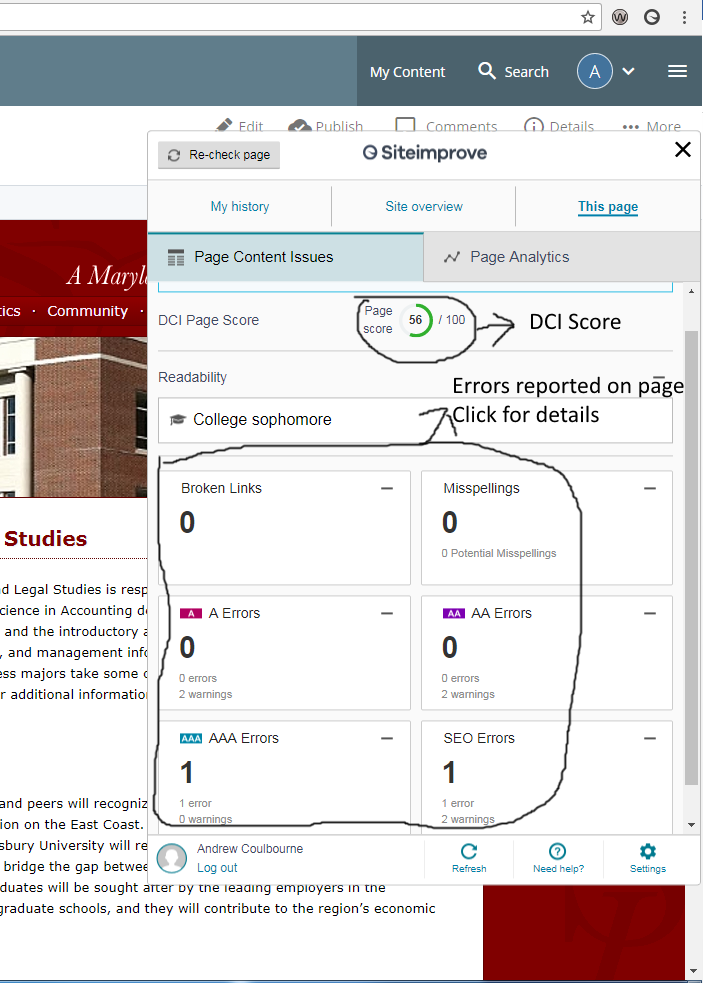 My Content
Search
A
Edit
Publish
Comments
Details
More
Re-check page
Siteimprove
My history
Site overview
This page
Page Content Issues
Page Analytics
A Maryla
tics · Community ·
DCI Page Score
Page score
56 / 100
DCI Score
Readability
Errors reported on page
Click for details
College sophomore
Broken Links
0
Misspellings
0
0 Potential Misspellings
Studies
A A Errors
0
0 errors
2 warnings
AA AA Errors
0
0 errors
2 warnings
d Legal Studies is resp
cience in Accounting de
and the introductory a
, and management info
ess majors take some c
r additional information
AAA AAA Errors
1
1 error
0 warnings
SEO Errors
1
1 error
2 warnings
and peers will recogniz
ion on the East Coast.
sbury University will re
bridge the gap betwee
duates will be sought after by the leading employers in the
graduate schools, and they will contribute to the region's economic
Andrew Coulbourne
Log out
Refresh
Need help?
Settings